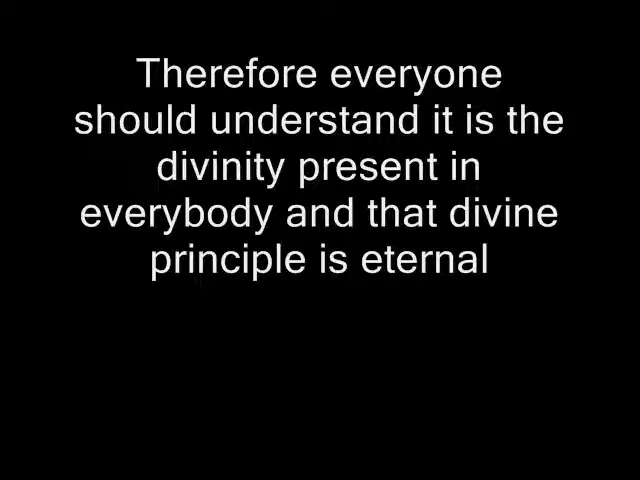 Therefore everyone
should understand it is the
divinity present in
everybody and that divine
principle is eternal